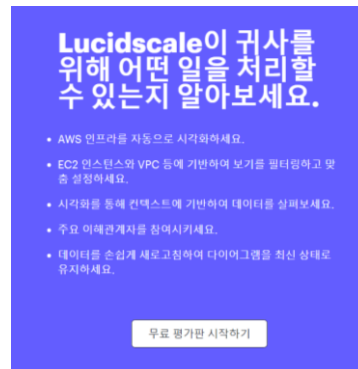 Lucidscale이 귀사를
위해 어떤 일을 처리할
수 있는지 알아보세요.
• AWS 인프라를 자동으로 시각화하세요.
• EC2 인스턴스와 VPC 등에 기반하여 보기를 필터링하고 맞
춤 설정하세요.
• 시각화를 통해 컨텍스트에 기반하여 데이터를 살펴보세요.
• 주요 이해관계자를 참여시키세요.
• 데이터를 손쉽게 새로고침하여 다이어그램을 최신 상태로
유지하세요.
무료 평가판 시작하기